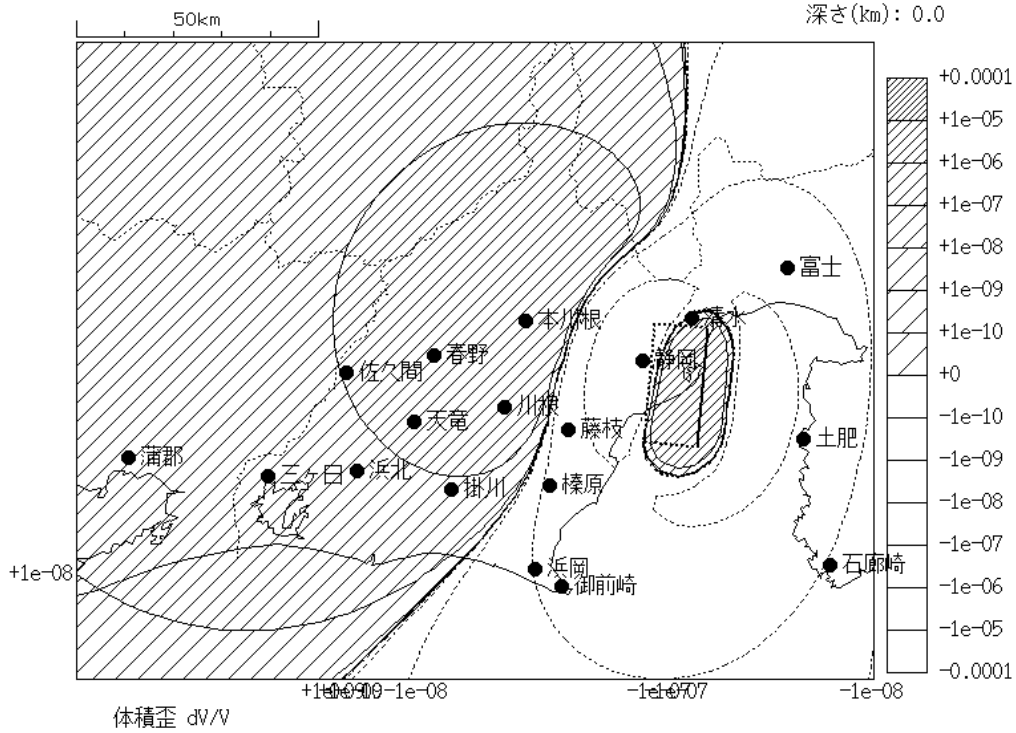 50km
深さ(km): 0.0
+0.0001
+1e-05
+1e-06
+1e-07
+1e-08
+1e-09
+1e-10
+0
-1e-10
-1e-09
-1e-08
-1e-07
-1e-06
-1e-05
-0.0001
富士
本川根
清水
春野
静岡
佐久間
川根
天竜
藤枝
土肥
蒲郡
三ケ日
浜北
掛川
榛原
+1e-08
浜岡
石廊崎
御前崎
-1e-08
-1e-08
体積歪 dV/V